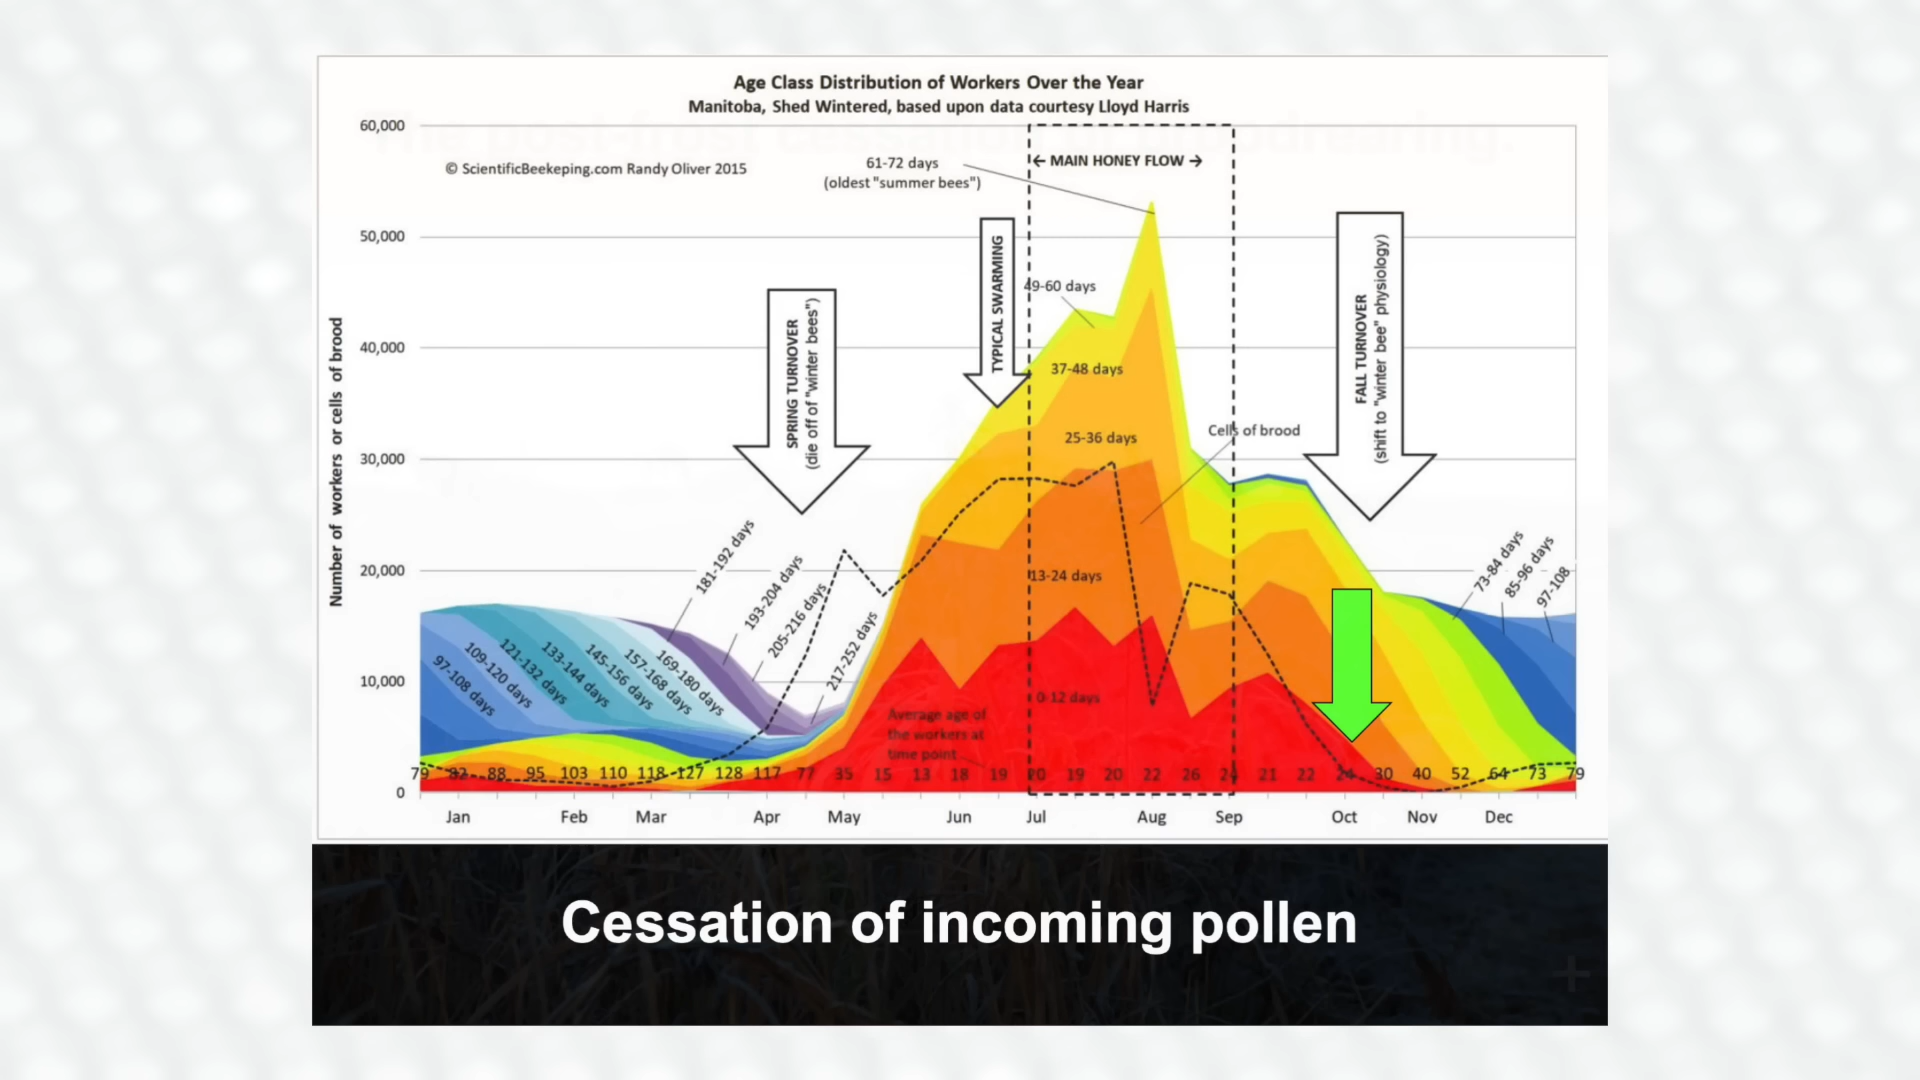 Age Class Distribution of Workers Over the Year
Manitoba, Shed Wintered, based upon data courtesy Lloyd Harris
post-frost cessation of broodrearing.
© ScientificBeekeping.com Randy Oliver 2015
Number of workers or cells of brood
60,000
50,000
40,000
30,000
20,000
10,000
0
61-72 days
(oldest "summer bees")
← MAIN HONEY FLOW →
SPRING TURNOVER
(die off of "winter bees")
TYPICAL SWARMING
FALL TURNOVER
(shift to "winter bee" physiology)
49-60 days
37-48 days
25-36 days
Cells of brood
13-24 days
0-12 days
97-108 days
109-120 days
121-132 days
133-144 days
145-156 days
157-168 days
169-180 days
181-192 days
193-204 days
205-216 days
217-252 days
73-84 days
85-96 days
97-108
Average age of
the workers at
time point
79 82 88 95 103 110 118 127 128 117 77 35 15 13 18 19 20 19 20 22 26 24 21 22 24 30 40 52 64 73 79
Jan Feb Mar Apr May Jun Jul Aug Sep Oct Nov Dec
Cessation of incoming pollen